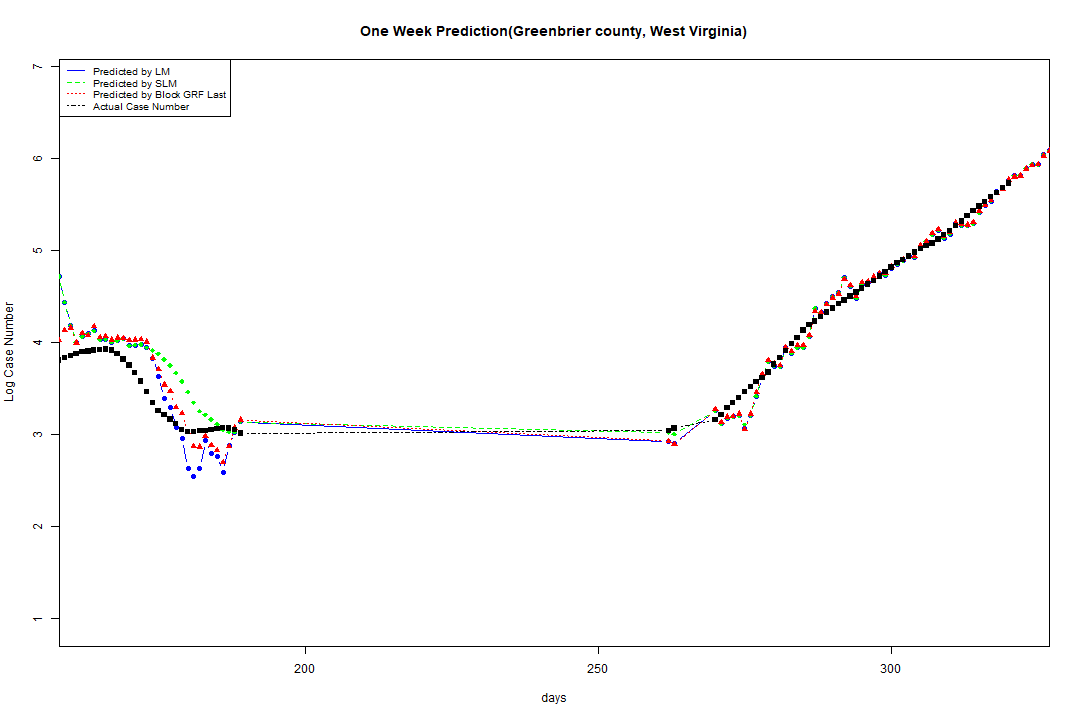 One Week Prediction(Greenbrier county, West Virginia)
Predicted by LM
Predicted by SLM
Predicted by Block GRF Last
Actual Case Number
Log Case Number
7
6
5
4
3
2
1
200 250 300
days